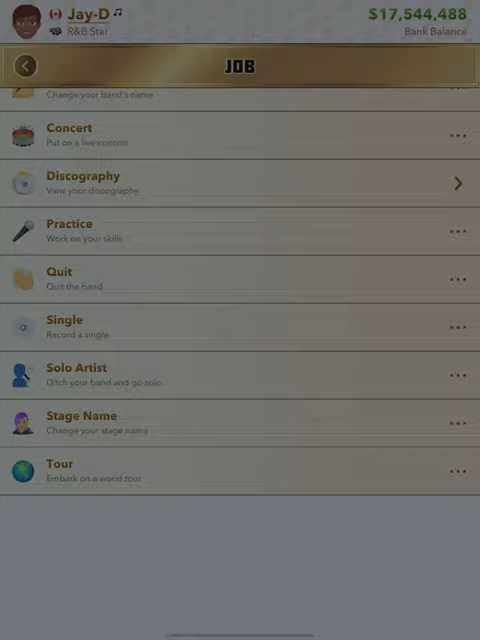 Jay-D
$17,544,488
R&B Star
Bank Balance
JOB
Change your band's name
Concert
Put on a live concert
Discography
View your discography
Practice
Work on your skills
Quit
Quit the band
Single
Record a single
Solo Artist
Ditch your band and go solo
Stage Name
Change your stage name
Tour
Embark on a world tour